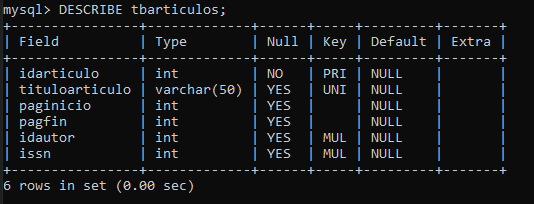 mysql> DESCRIBE tbarticulos;
+----------------+-------------+------+-----+---------+-------+
| Field          | Type        | Null | Key | Default | Extra |
+----------------+-------------+------+-----+---------+-------+
| idarticulo     | int         | NO   | PRI | NULL    |       |
| tituloarticulo | varchar(50) | YES  | UNI | NULL    |       |
| paginicio      | int         | YES  |     | NULL    |       |
| pagfin         | int         | YES  |     | NULL    |       |
| idautor        | int         | YES  | MUL | NULL    |       |
| issn           | int         | YES  | MUL | NULL    |       |
+----------------+-------------+------+-----+---------+-------+
6 rows in set (0.00 sec)